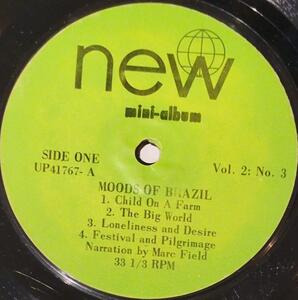 new
mini-album
SIDE ONE
UP41767- A
Vol. 2: No. 3
MOODS OF BRAZIL
1. Child On A Farm
2. The Big World
3. Loneliness and Desire
4. Festival and Pilgrimage
Narration by Marc Field
33 1/3 RPM